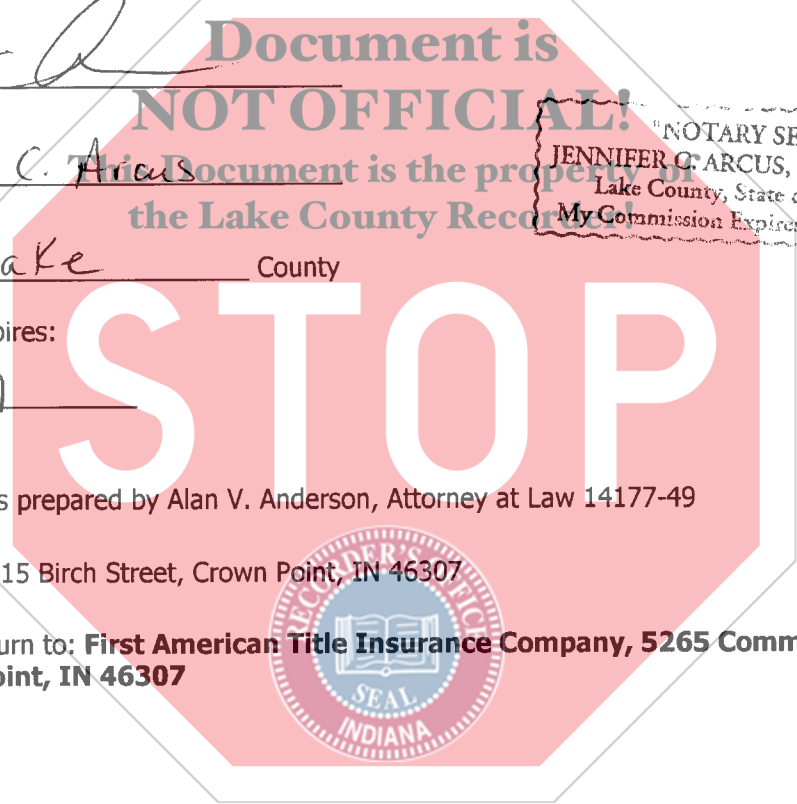 Document is
NOT OFFICIAL!
"NOTARY SE
JENNIFER C. ARCUS,
C. Arcus
This Document is the property of
Lake County, State
the Lake County Recorder!
My Commission Expires
ake County
pires:
STOP
s prepared by Alan V. Anderson, Attorney at Law 14177-49
15 Birch Street, Crown Point, IN 46307
urn to: First American Title Insurance Company, 5265 Comm
oint, IN 46307
RECORDER'S OFFICE
SEAL
INDIANA